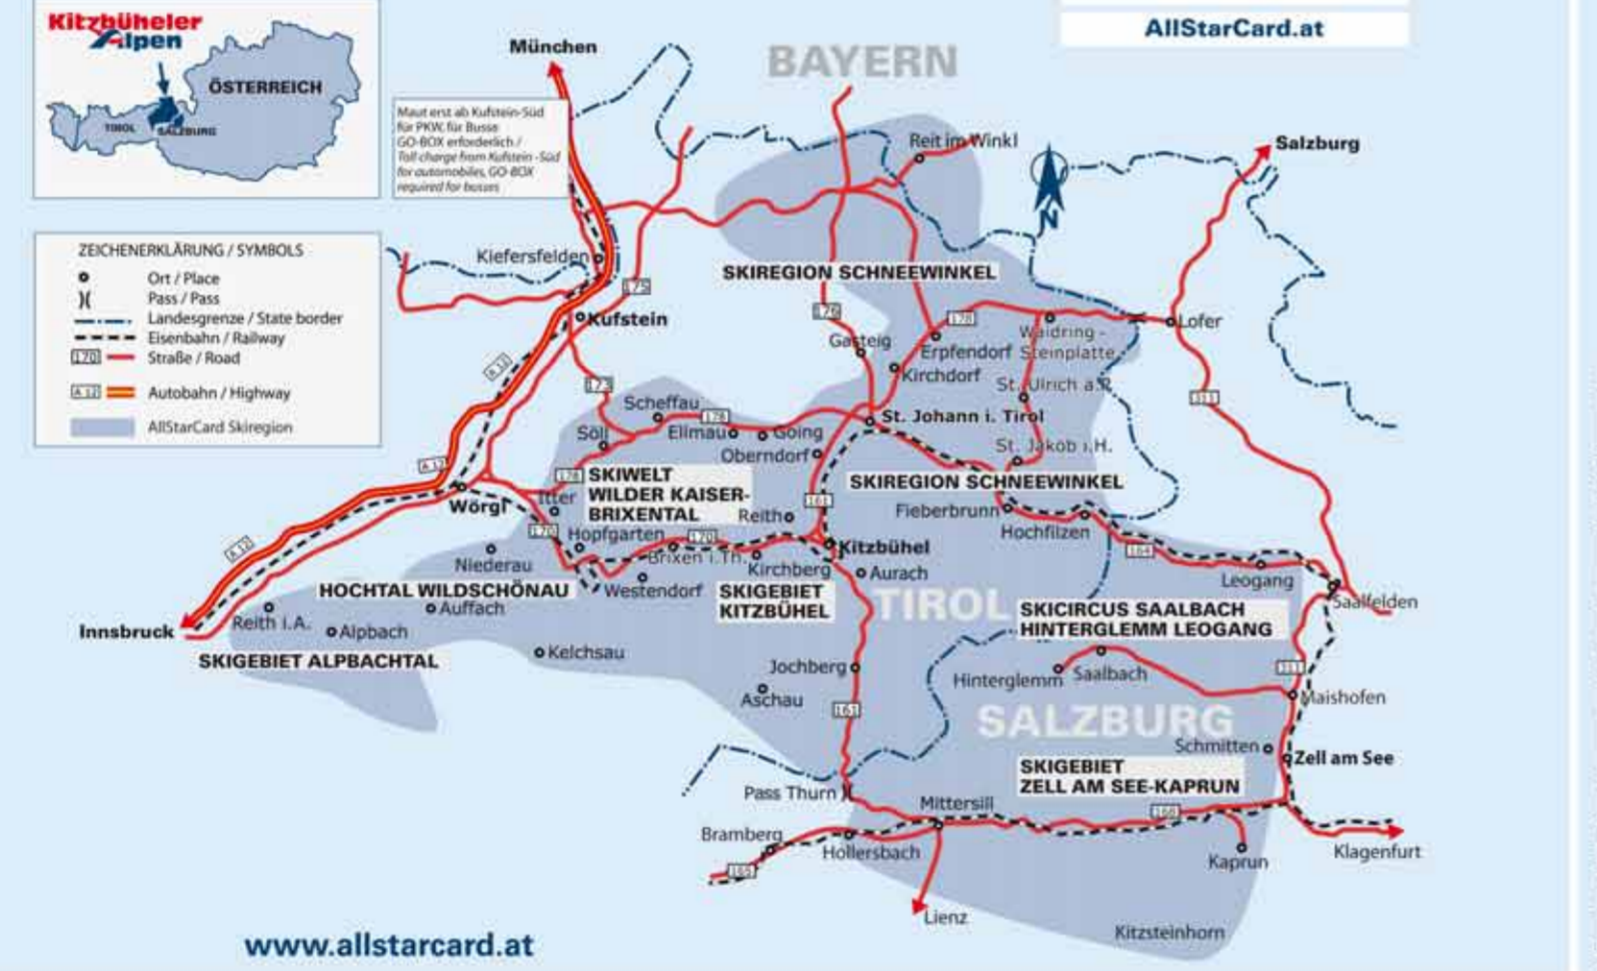 Kitzbüheler
Alpen
ÖSTERREICH
TIROL
SALZBURG
AllStarCard.at
München
BAYERN
Maut erst ab Kufstein-Süd
für PKW, für Busse
GO-BOX erforderlich /
Toll charge from Kufstein -Süd
for automobiles, GO-BOX
required for busses
Reit im Winkl
Salzburg
N
ZEICHENERKLÄRUNG / SYMBOLS
Ort / Place
Pass / Pass
Landesgrenze / State border
Eisenbahn / Railway
170
Straße / Road
A 12
Autobahn / Highway
AllStarCard Skiregion
Kiefersfelden
SKIREGION SCHNEEWINKEL
175
Kufstein
176
178
Lofer
Waidring -
Steinplatte
Gasteig
Erpfendorf
A 12
Kirchdorf
173
St. Ulrich a.P.
311
Scheffau
178
St. Johann i. Tirol
Söll
Ellmau
Going
Oberndorf
St. Jakob i.H.
A 12
178
SKIWELT
WILDER KAISER-
BRIXENTAL
SKIREGION SCHNEEWINKEL
Wörgl
Itter
161
Reith
Fieberbrunn
Hochfilzen
170
Hopfgarten
170
Kitzbühel
A 12
164
Niederau
Brixen i.Th.
Kirchberg
Aurach
Leogang
HOCHTAL WILDSCHÖNAU
Westendorf
SKIGEBIET
KITZBÜHEL
TIROL
SKICIRCUS SAALBACH
HINTERGLEMM LEOGANG
Saalfelden
Innsbruck
Reith i.A.
Auffach
Alpbach
SKIGEBIET ALPBACHTAL
Kelchsau
Jochberg
Hinterglemm
Saalbach
311
Aschau
161
Maishofen
SALZBURG
Schmitten
Zell am See
SKIGEBIET
ZELL AM SEE-KAPRUN
Pass Thurn
Mittersill
168
Bramberg
Hollersbach
Kaprun
Klagenfurt
165
Lienz
Kitzsteinhorn
www.allstarcard.at